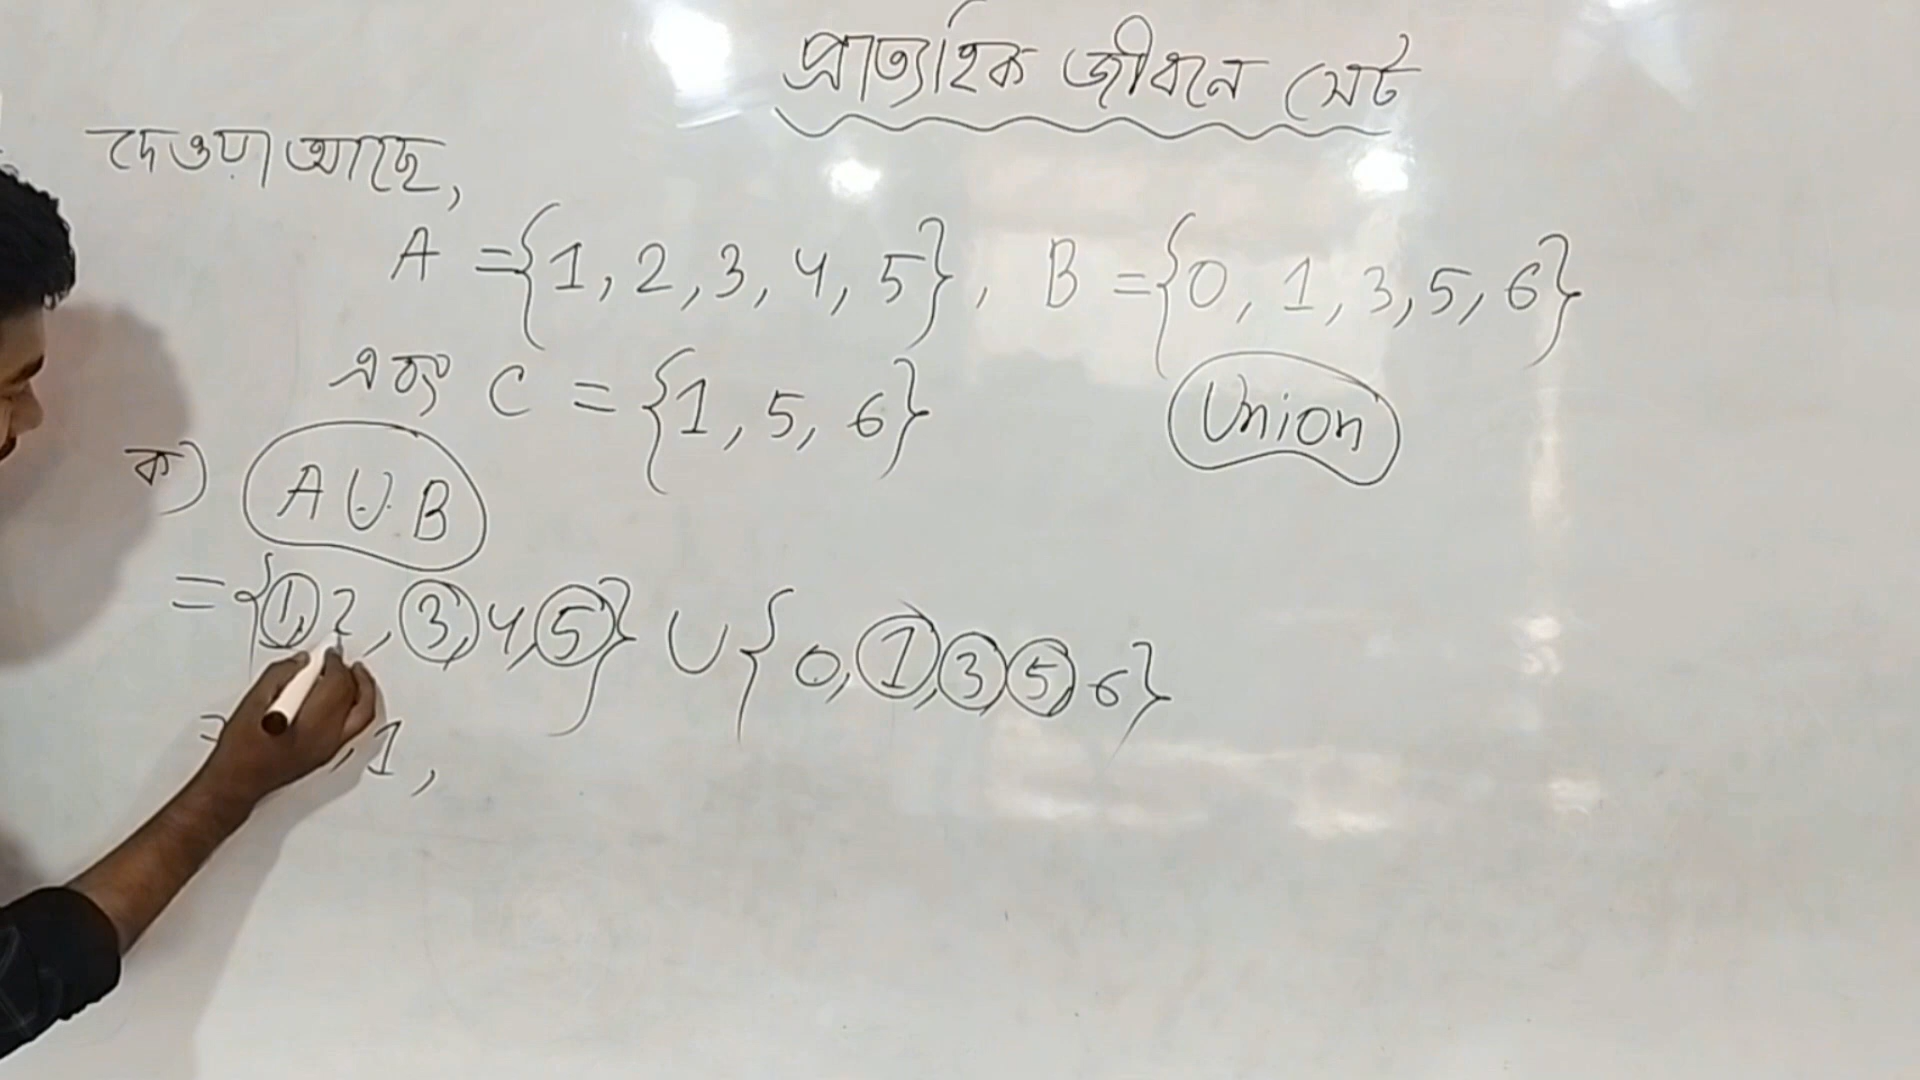 প্রাত্যহিক জীবনে সেট
দেওয়া আছে,
A = {1, 2, 3, 4, 5}, B = {0, 1, 3, 5, 6}
এবং C = {1, 5, 6}
Union
ক) A ∪ B
= {1, 2, 3, 4, 5} ∪ {0, 1, 3, 5, 6}
= , 1,